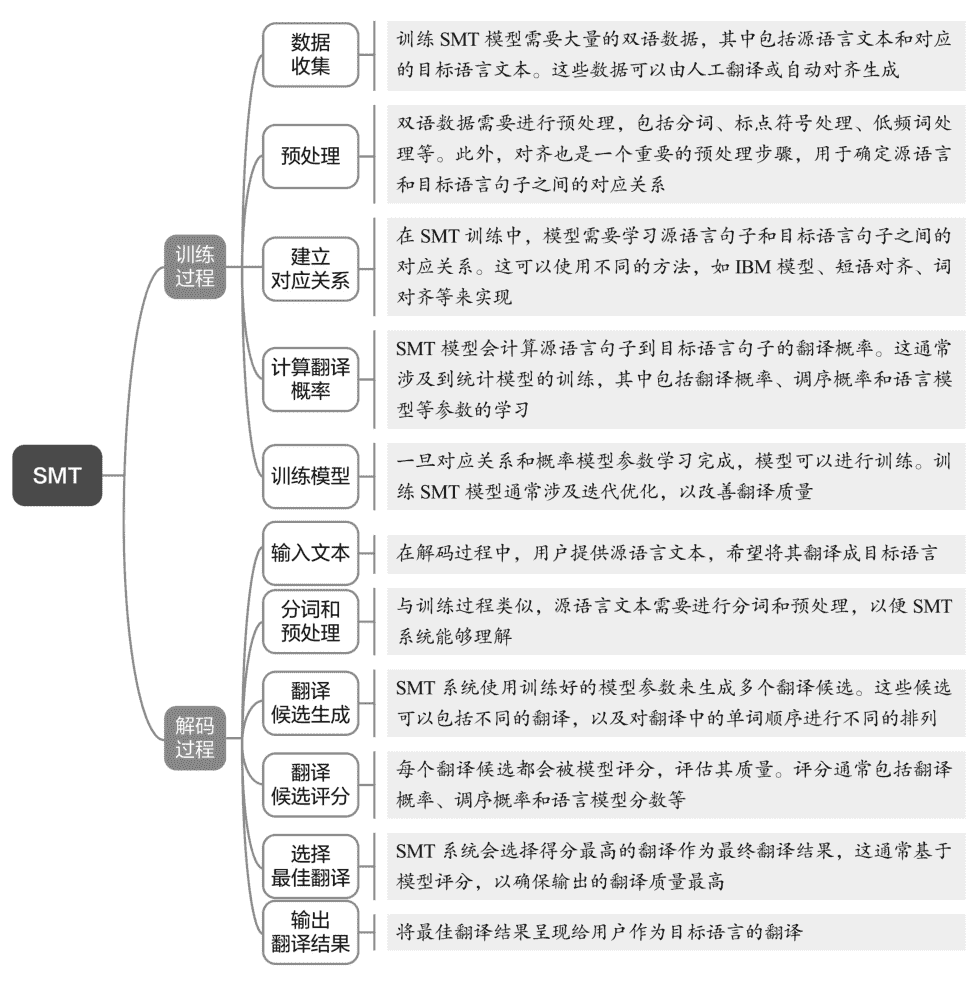 SMT
训练
过程
数据
收集
训练 SMT 模型需要大量的双语数据，其中包括源语言文本和对应
的目标语言文本。这些数据可以由人工翻译或自动对齐生成
预处理
双语数据需要进行预处理，包括分词、标点符号处理、低频词处
理等。此外，对齐也是一个重要的预处理步骤，用于确定源语言
和目标语言句子之间的对应关系
建立
对应关系
在 SMT 训练中，模型需要学习源语言句子和目标语言句子之间的
对应关系。这可以使用不同的方法，如 IBM 模型、短语对齐、词
对齐等来实现
计算翻译
概率
SMT 模型会计算源语言句子到目标语言句子的翻译概率。这通常
涉及到统计模型的训练，其中包括翻译概率、调序概率和语言模
型等参数的学习
训练模型
一旦对应关系和概率模型参数学习完成，模型可以进行训练。训
练 SMT 模型通常涉及迭代优化，以改善翻译质量
解码
过程
输入文本
在解码过程中，用户提供源语言文本，希望将其翻译成目标语言
分词和
预处理
与训练过程类似，源语言文本需要进行分词和预处理，以便 SMT
系统能够理解
翻译
候选生成
SMT 系统使用训练好的模型参数来生成多个翻译候选。这些候选
可以包括不同的翻译，以及对翻译中的单词顺序进行不同的排列
翻译
候选评分
每个翻译候选都会被模型评分，评估其质量。评分通常包括翻译
概率、调序概率和语言模型分数等
选择
最佳翻译
SMT 系统会选择得分最高的翻译作为最终翻译结果，这通常基于
模型评分，以确保输出的翻译质量最高
输出
翻译结果
将最佳翻译结果呈现给用户作为目标语言的翻译